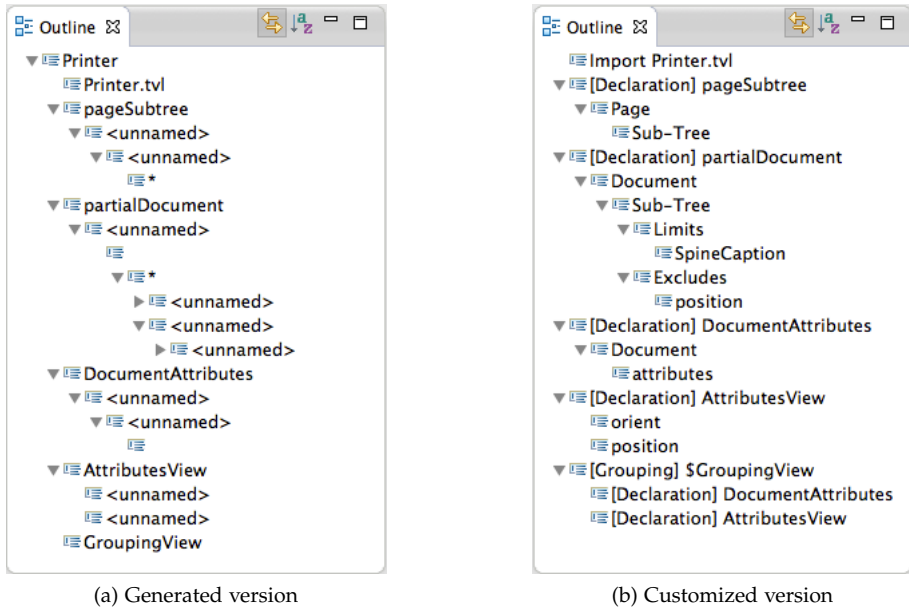 Outline
Printer
Printer.tvl
pageSubtree
<unnamed>
<unnamed>
*
partialDocument
<unnamed>
*
<unnamed>
<unnamed>
<unnamed>
DocumentAttributes
<unnamed>
<unnamed>
AttributesView
<unnamed>
<unnamed>
GroupingView
(a) Generated version
Outline
Import Printer.tvl
[Declaration] pageSubtree
Page
Sub-Tree
[Declaration] partialDocument
Document
Sub-Tree
Limits
SpineCaption
Excludes
position
[Declaration] DocumentAttributes
Document
attributes
[Declaration] AttributesView
orient
position
[Grouping] $GroupingView
[Declaration] DocumentAttributes
[Declaration] AttributesView
(b) Customized version